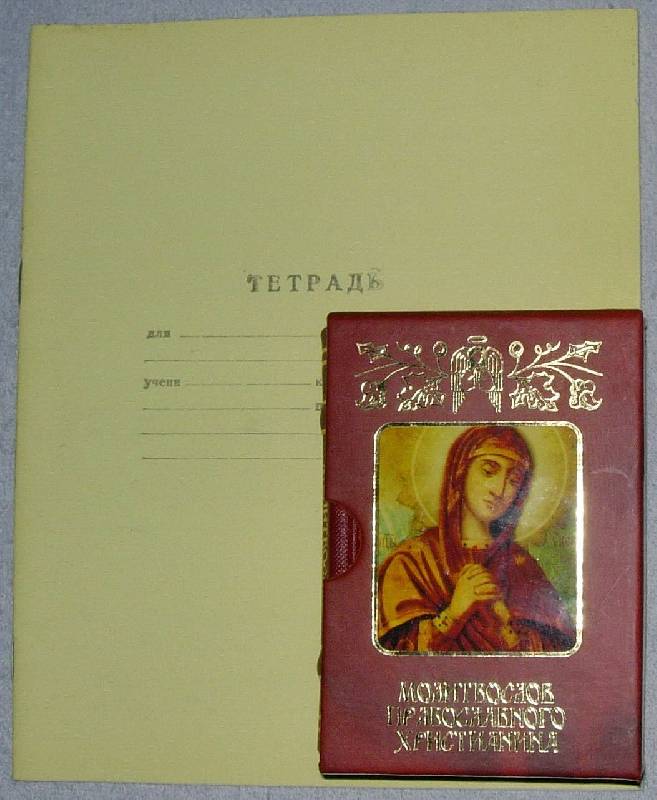 ТЕТРАДЬ
для
учени к
МОЛИТВОСЛОВ
ПРАВОСЛАВНОГО
ХРИСТИАНИНА